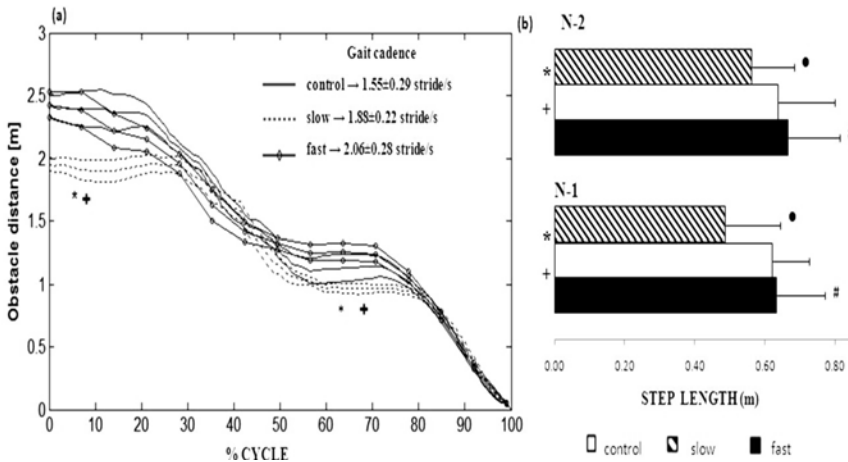 (a)
Gait cadence
control → 1.55±0.29 stride/s
slow → 1.88±0.22 stride/s
fast → 2.06±0.28 stride/s
Obstacle distance [m]
3
2.5
2
1.5
1
0.5
0
* +
* +
0 10 20 30 40 50 60 70 80 90 100
% CYCLE
(b)
N-2
* ●
+
N-1
* ●
+
#
0.00 0.20 0.40 0.60 0.80
STEP LENGTH (m)
control slow fast